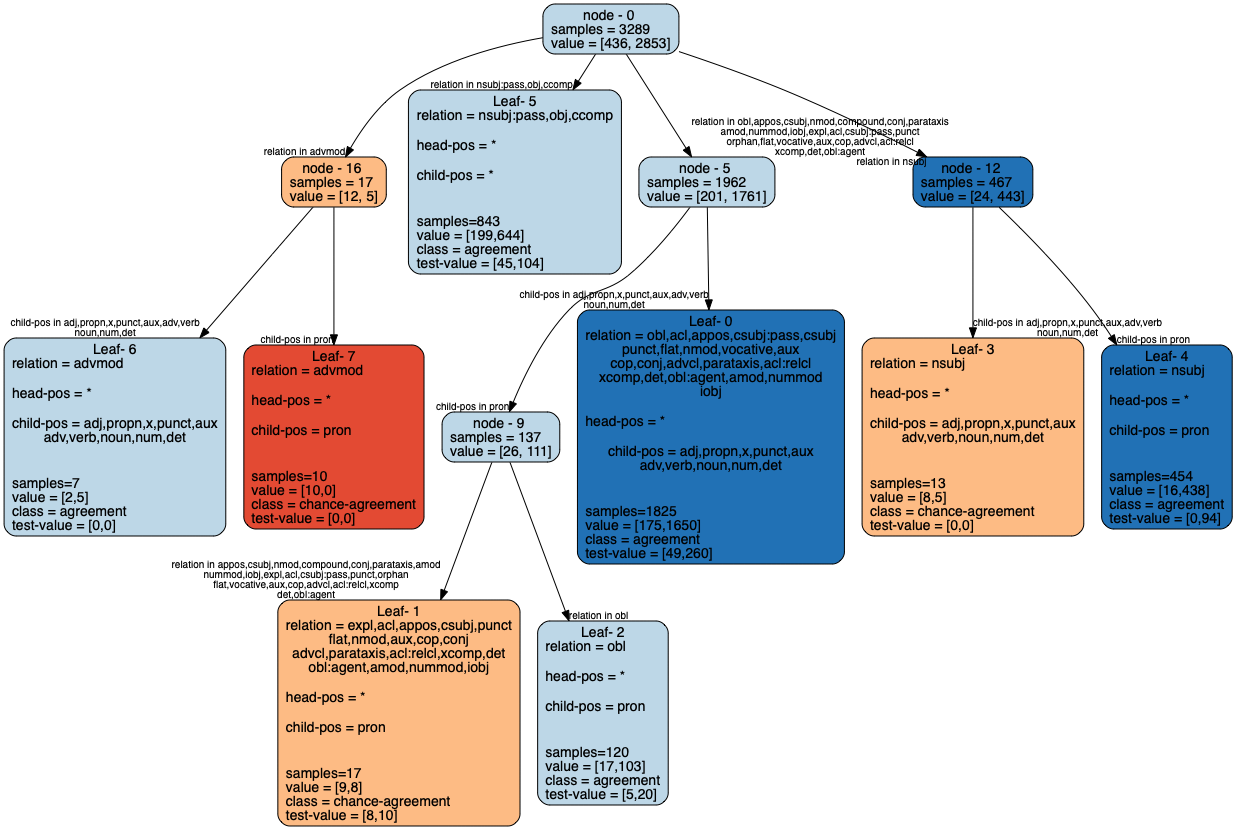 node - 0
samples = 3289
value = [436, 2853]
relation in nsubj:pass,obj,ccomp
Leaf- 5
relation = nsubj:pass,obj,ccomp
head-pos = *
child-pos = *
samples=843
value = [199,644]
class = agreement
test-value = [45,104]
relation in obl,appos,csubj,nmod,compound,conj,parataxis
amod,nummod,iobj,expl,acl,csubj:pass,punct
orphan,flat,vocative,aux,cop,advcl,acl:relcl
xcomp,det,obl:agent
relation in advmod
relation in nsubj
node - 16
samples = 17
value = [12, 5]
node - 5
samples = 1962
value = [201, 1761]
node - 12
samples = 467
value = [24, 443]
child-pos in adj,propn,x,punct,aux,adv,verb
noun,num,det
child-pos in pron
child-pos in adj,propn,x,punct,aux,adv,verb
noun,num,det
child-pos in adj,propn,x,punct,aux,adv,verb
noun,num,det
child-pos in pron
Leaf- 6
relation = advmod
head-pos = *
child-pos = adj,propn,x,punct,aux
adv,verb,noun,num,det
samples=7
value = [2,5]
class = agreement
test-value = [0,0]
Leaf- 7
relation = advmod
head-pos = *
child-pos = pron
samples=10
value = [10,0]
class = chance-agreement
test-value = [0,0]
child-pos in pron
node - 9
samples = 137
value = [26, 111]
Leaf- 0
relation = obl,acl,appos,csubj:pass,csubj
punct,flat,nmod,vocative,aux
cop,conj,advcl,parataxis,acl:relcl
xcomp,det,obl:agent,amod,nummod
iobj
head-pos = *
child-pos = adj,propn,x,punct,aux
adv,verb,noun,num,det
samples=1825
value = [175,1650]
class = agreement
test-value = [49,260]
Leaf- 3
relation = nsubj
head-pos = *
child-pos = adj,propn,x,punct,aux
adv,verb,noun,num,det
samples=13
value = [8,5]
class = chance-agreement
test-value = [0,0]
Leaf- 4
relation = nsubj
head-pos = *
child-pos = pron
samples=454
value = [16,438]
class = agreement
test-value = [0,94]
relation in appos,csubj,nmod,compound,conj,parataxis,amod
nummod,iobj,expl,acl,csubj:pass,punct,orphan
flat,vocative,aux,cop,advcl,acl:relcl,xcomp
det,obl:agent
relation in obl
Leaf- 1
relation = expl,acl,appos,csubj,punct
flat,nmod,aux,cop,conj
advcl,parataxis,acl:relcl,xcomp,det
obl:agent,amod,nummod,iobj
head-pos = *
child-pos = pron
samples=17
value = [9,8]
class = chance-agreement
test-value = [8,10]
Leaf- 2
relation = obl
head-pos = *
child-pos = pron
samples=120
value = [17,103]
class = agreement
test-value = [5,20]